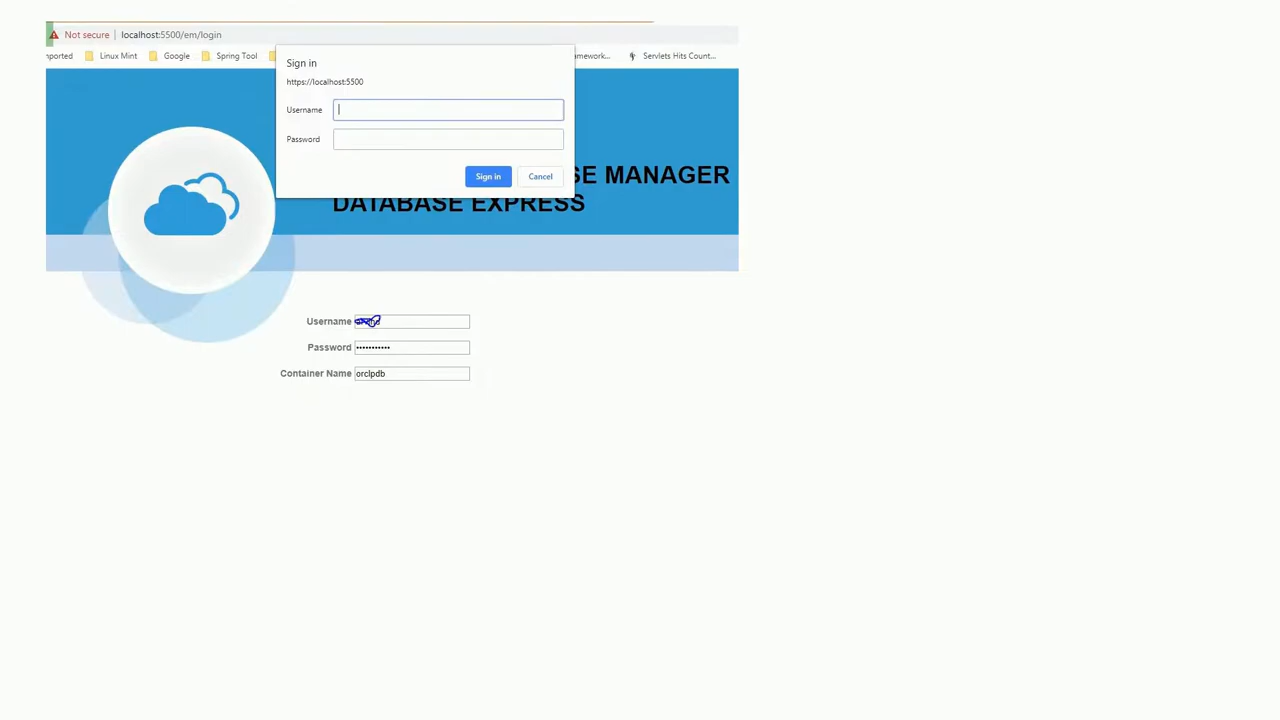 Not secure | localhost:5500/em/login
nported Linux Mint Google Spring Tool mework... Servlets Hits Count...
Sign in
https://localhost:5500
Username
Password
Sign in Cancel
SE MANAGER
DATABASE EXPRESS
Username
Password •••••••••••
Container Name orclpdb